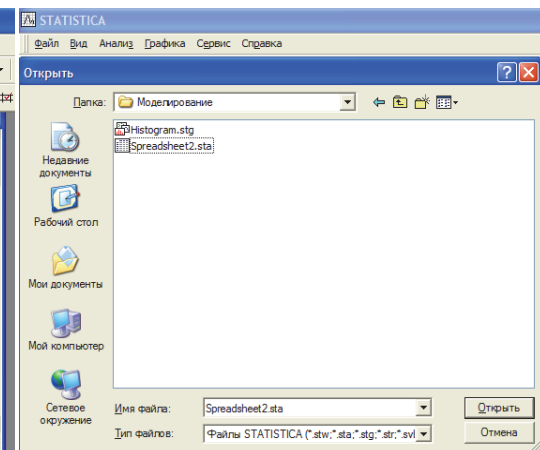 STATISTICA
Файл Вид Анализ Графика Сервис Справка
Открыть
Папка: Моделирование
Histogram.stg
Spreadsheet2.sta
Недавние
документы
Рабочий стол
Мои документы
Мой компьютер
Сетевое
окружение
Имя файла: Spreadsheet2.sta Открыть
Тип файлов: Файлы STATISTICA (*.stw;*.sta;*.stg;*.str;*.svl Отмена